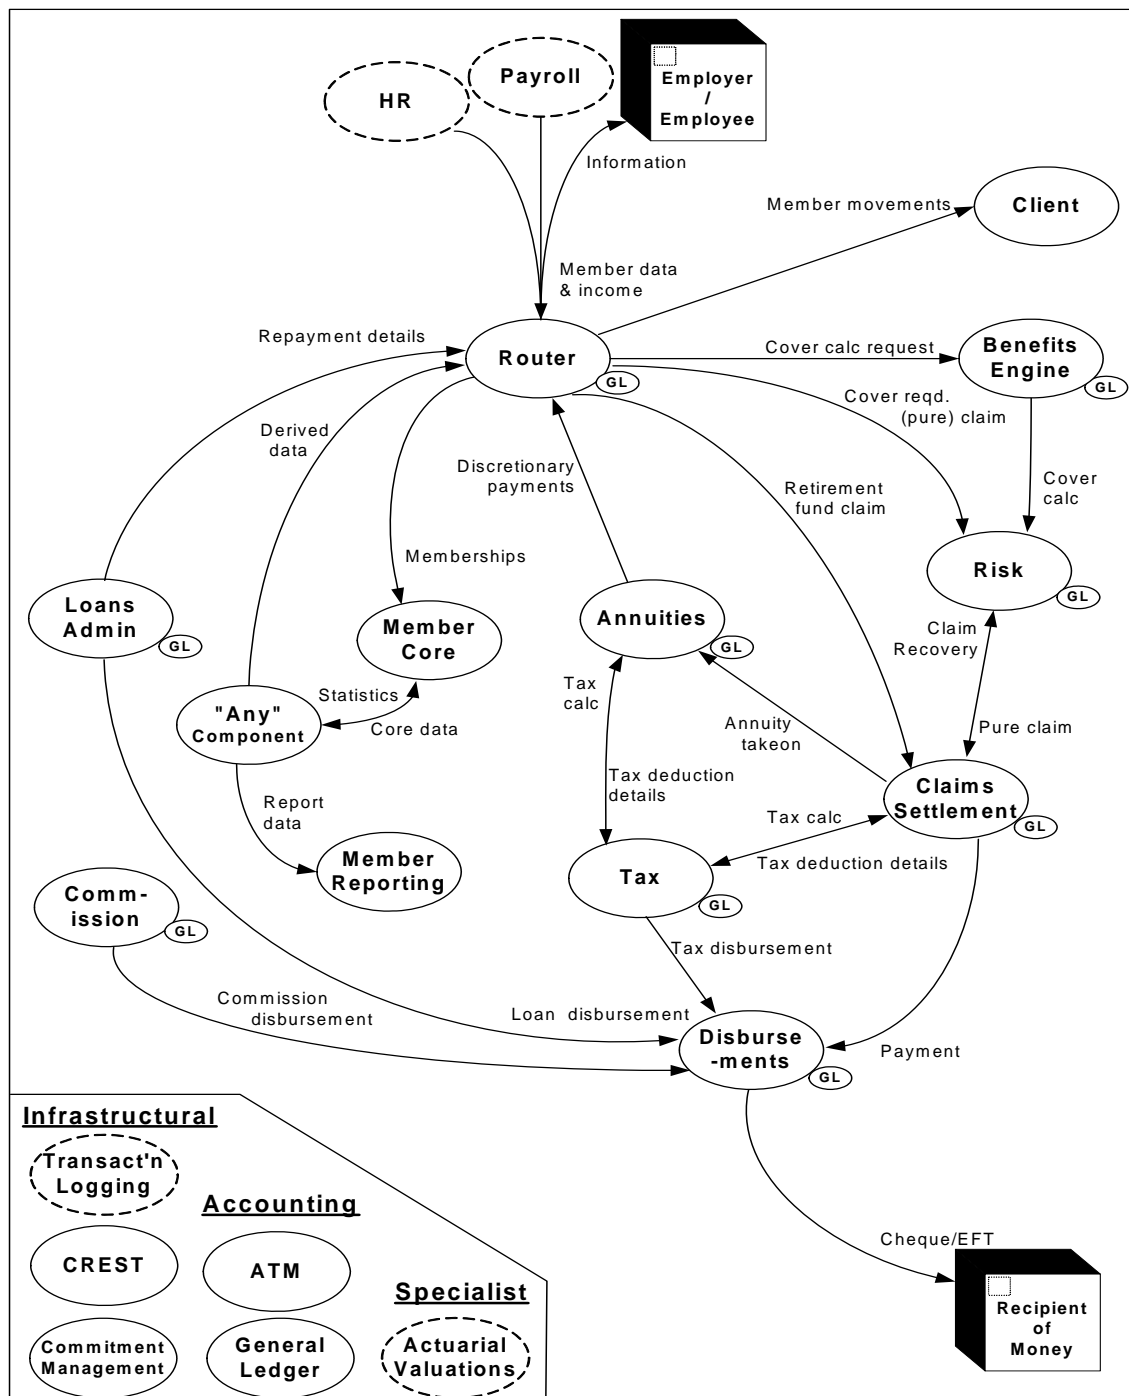 Payroll
HR
Employer
/
Employee
Information
Member movements
Client
Member data
& income
Repayment details
Router
GL
Cover calc request
Benefits
Engine
GL
Cover reqd.
(pure) claim
Derived
data
Discretionary
payments
Retirement
fund claim
Cover
calc
Memberships
Risk
GL
Loans
Admin
GL
Member
Core
Annuities
GL
Claim
Recovery
Statistics
Core data
"Any"
Component
Tax
calc
Annuity
takeon
Pure claim
Tax deduction
details
Claims
Settlement
GL
Report
data
Tax calc
Tax deduction details
Member
Reporting
Tax
GL
Comm-
ission
GL
Tax disbursement
Commission
disbursement
Loan disbursement
Disburse
-ments
GL
Payment
Infrastructural
Transact'n
Logging
Accounting
CREST
ATM
Cheque/EFT
Specialist
Recipient
of
Money
Commitment
Management
General
Ledger
Actuarial
Valuations